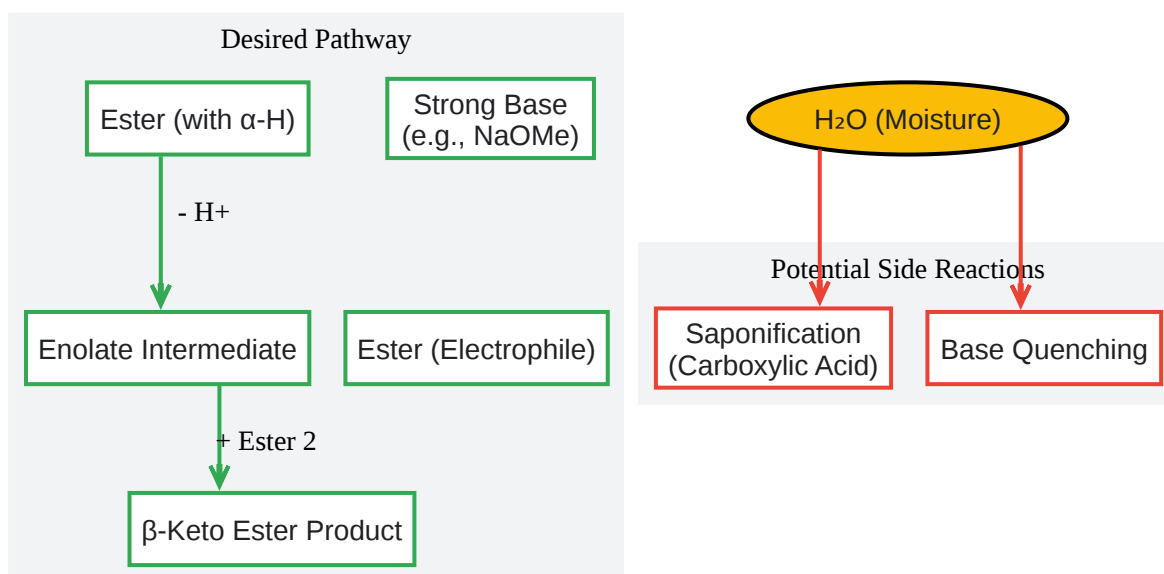 Desired Pathway
Ester (with α-H)
Strong Base
(e.g., NaOMe)
- H+
Enolate Intermediate
Ester (Electrophile)
+ Ester 2
β-Keto Ester Product
H₂O (Moisture)
Potential Side Reactions
Saponification
(Carboxylic Acid)
Base Quenching